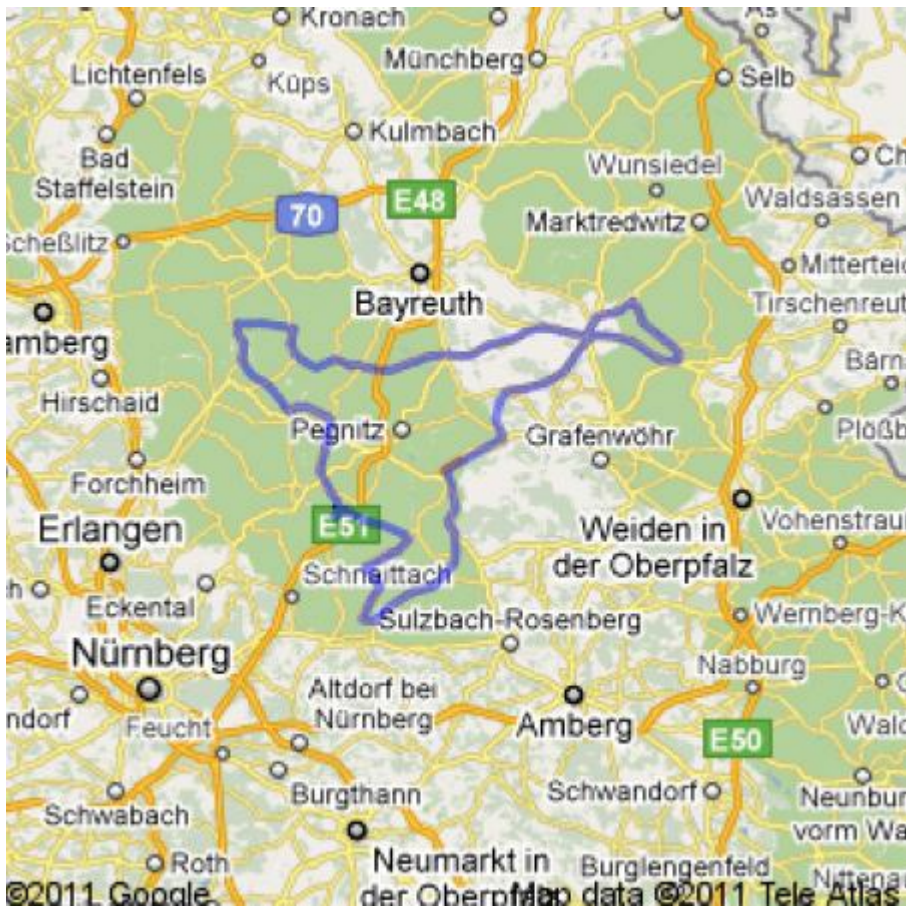 Kronach
As
Münchberg
Selb
Lichtenfels
Küps
Kulmbach
Bad
Staffelstein
Wunsiedel
Ch
Waldsassen
70
E48
Marktredwitz
Scheßlitz
Mitterteic
Bayreuth
Tirschenreut
amberg
Bärn
Hirschaid
Pegnitz
Grafenwöhr
Plößb
Forchheim
E51
Erlangen
Weiden in
der Oberpfalz
Vohenstrau
Schnaittach
Eckental
Sulzbach-Rosenberg
Wernberg-K
Nürnberg
Nabburg
Altdorf bei
Nürnberg
ndorf
Feucht
Amberg
E50
Wald
Schwabach
Burgthann
Schwandorf
Neunbur
vorm Wa
Roth
Neumarkt in
der Oberpfalz
Burglengenfeld
Nittenau
©2011 Google
Map data ©2011 Tele Atlas